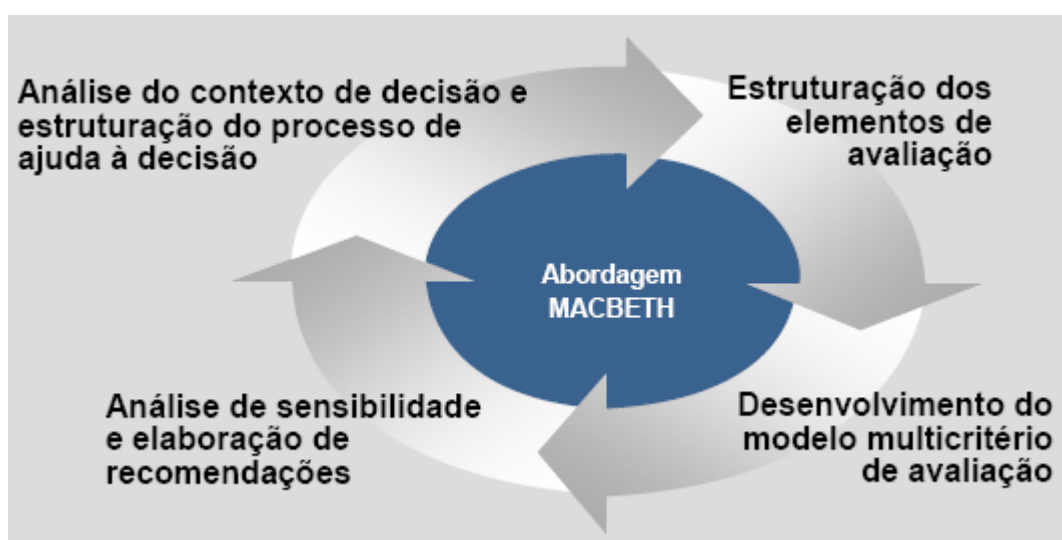 Análise do contexto de decisão e
estruturação do processo de
ajuda à decisão
Estruturação dos
elementos de
avaliação
Abordagem
MACBETH
Análise de sensibilidade
e elaboração de
recomendações
Desenvolvimento do
modelo multicritério
de avaliação